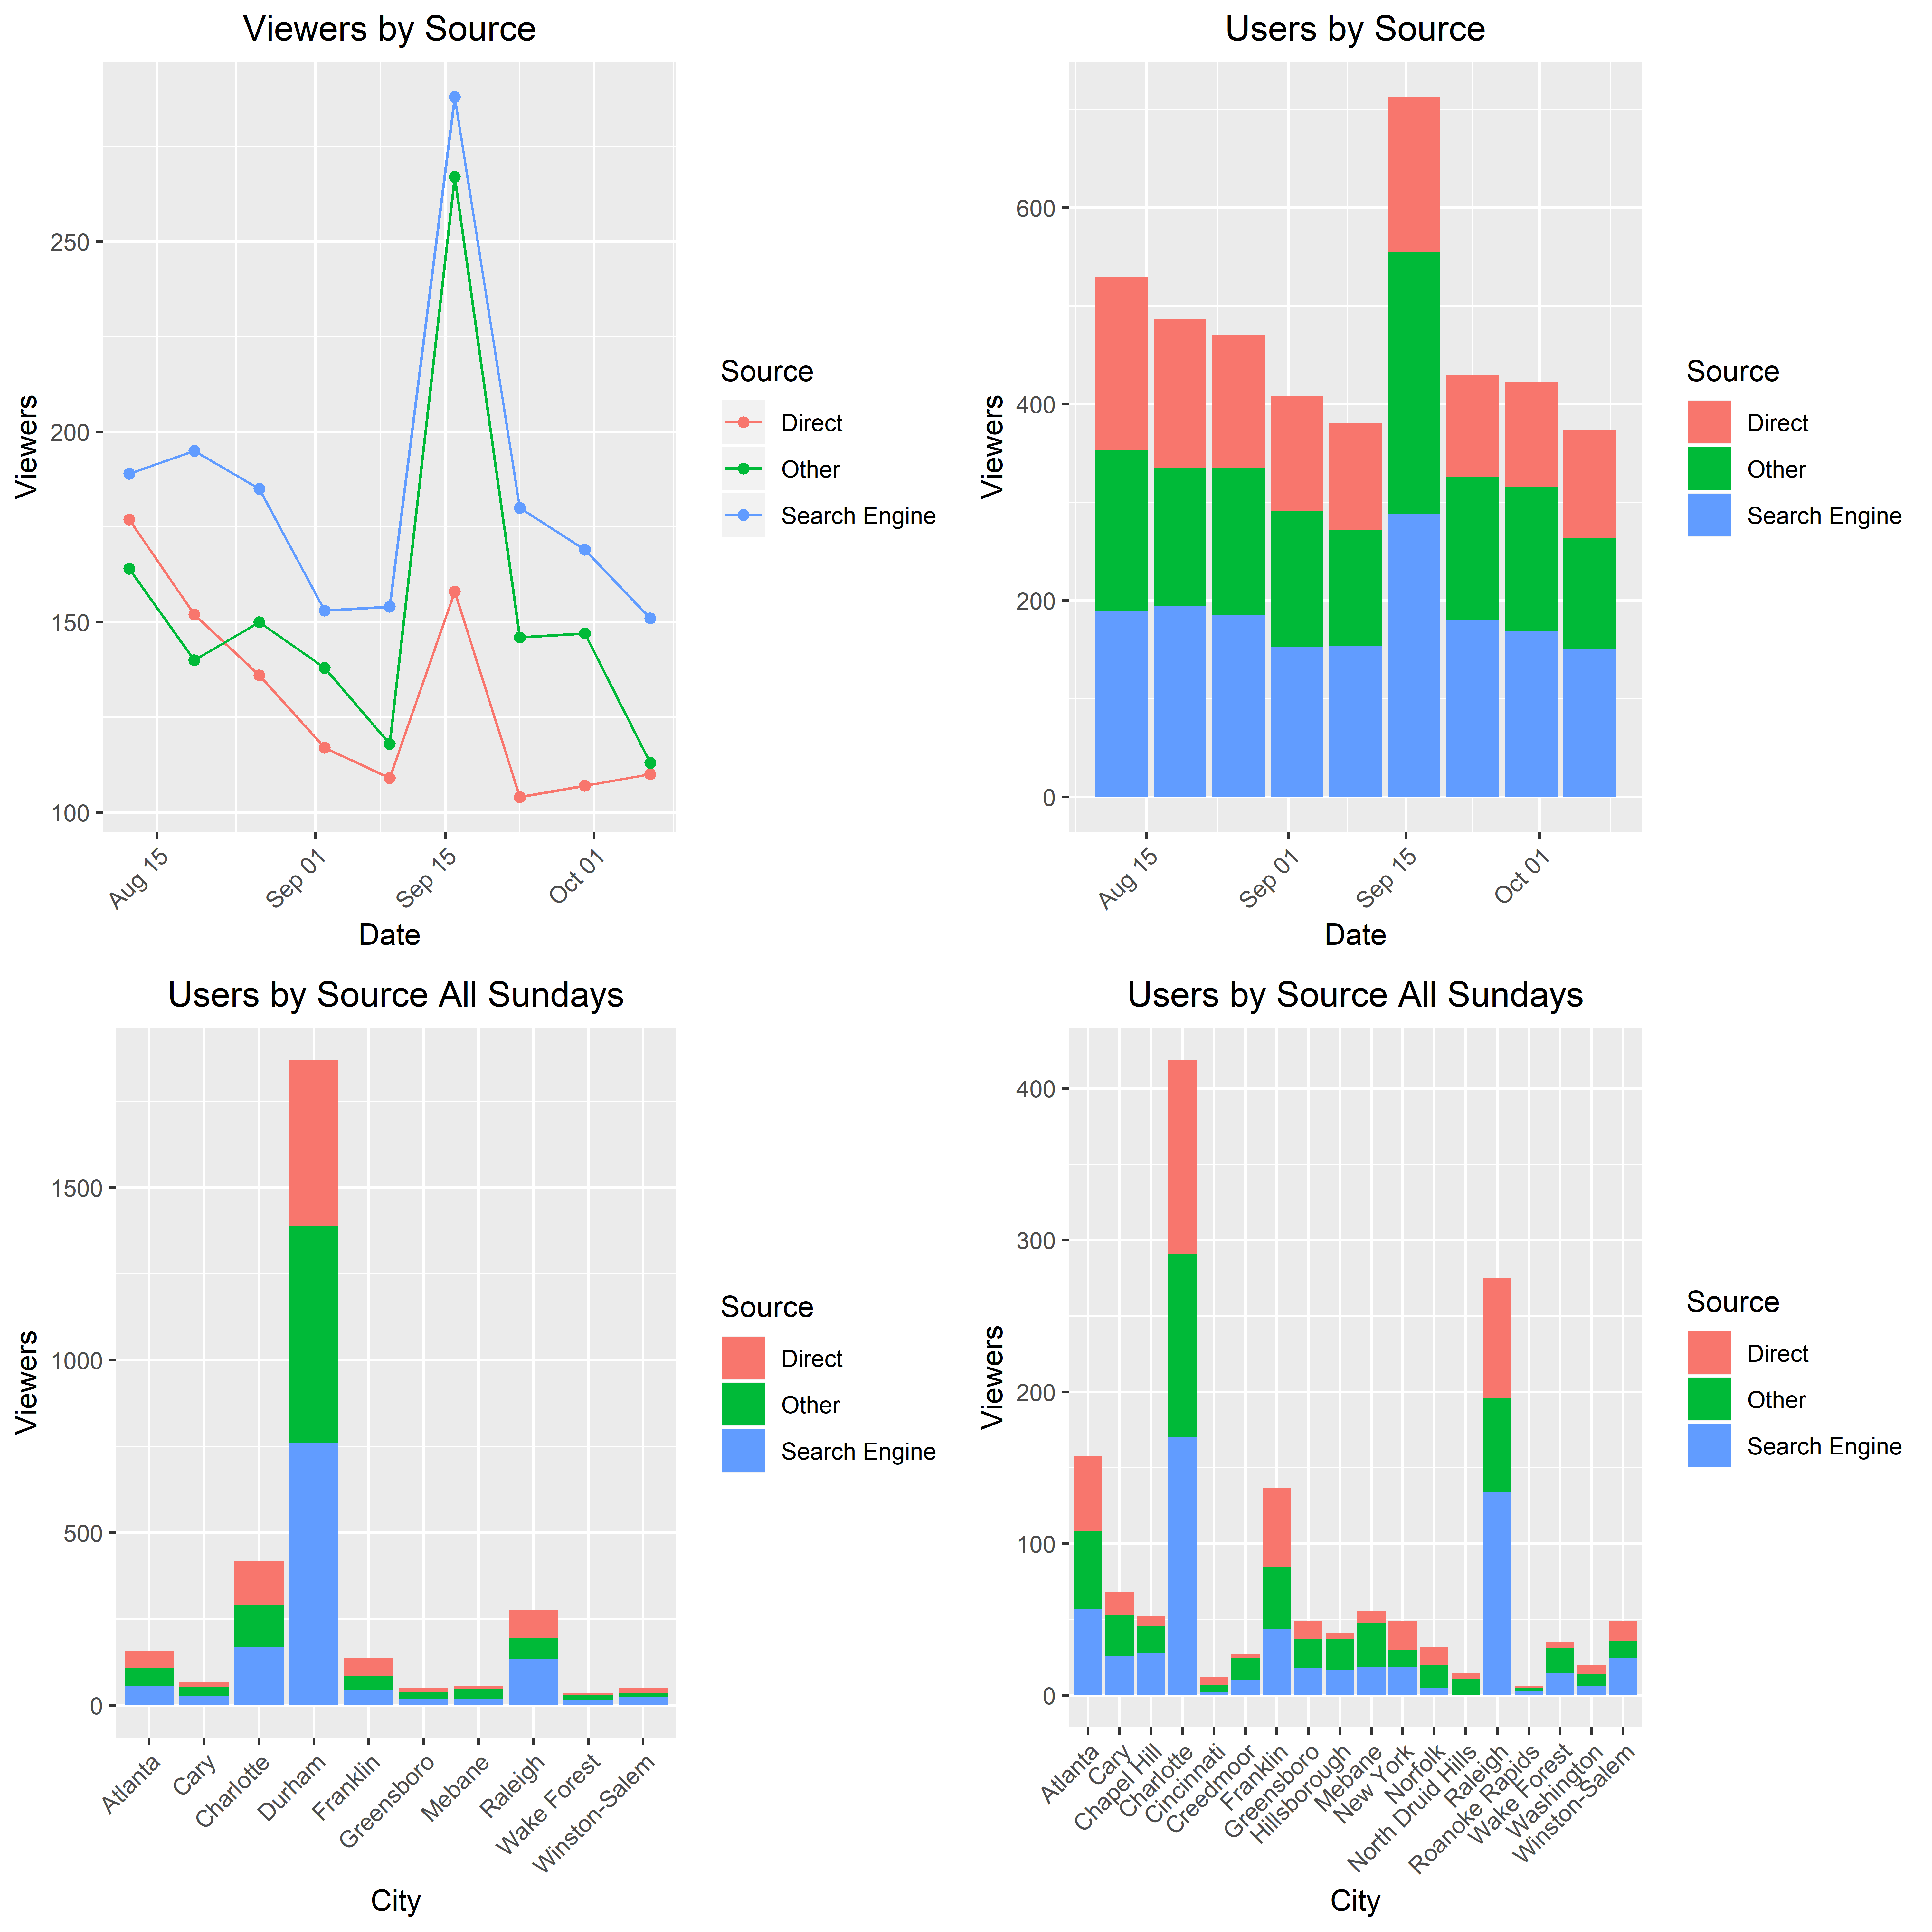 Viewers by Source
Viewers
250
200
150
100
Aug 15
Sep 01
Sep 15
Oct 01
Date
Source
Direct
Other
Search Engine
Users by Source
Viewers
600
400
200
0
Aug 15
Sep 01
Sep 15
Oct 01
Date
Source
Direct
Other
Search Engine
Users by Source All Sundays
Viewers
1500
1000
500
0
Atlanta
Cary
Charlotte
Durham
Franklin
Greensboro
Mebane
Raleigh
Wake Forest
Winston-Salem
City
Source
Direct
Other
Search Engine
Users by Source All Sundays
Viewers
400
300
200
100
0
Atlanta
Cary
Chapel Hill
Charlotte
Cincinnati
Creedmoor
Franklin
Greensboro
Hillsborough
Mebane
New York
Norfolk
North Druid Hills
Raleigh
Roanoke Rapids
Wake Forest
Washington
Winston-Salem
City
Source
Direct
Other
Search Engine